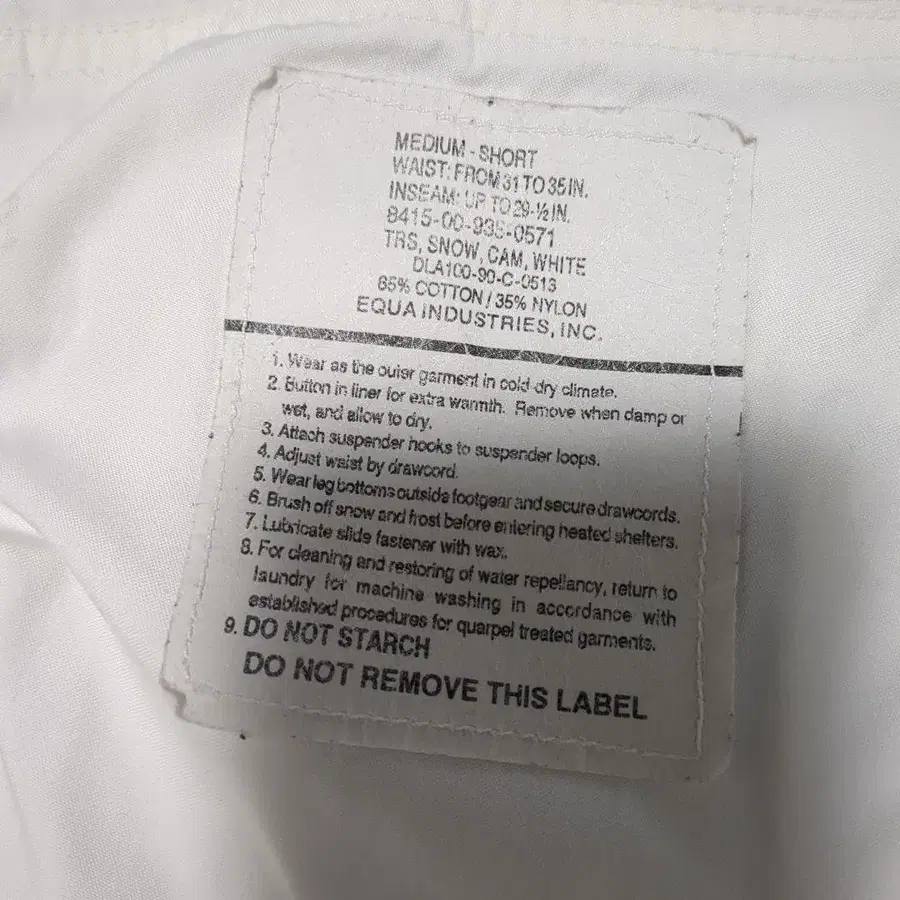 MEDIUM - SHORT
WAIST: FROM 31 TO 35 IN.
INSEAM: UP TO 29-½ IN.
8415-00-935-0571
TRS, SNOW, CAM, WHITE
DLA100-90-C-0513
65% COTTON / 35% NYLON
EQUA INDUSTRIES, INC.
1. Wear as the outer garment in cold-dry climate.
2. Button in liner for extra warmth. Remove when damp or
wet, and allow to dry.
3. Attach suspender hooks to suspender loops.
4. Adjust waist by drawcord.
5. Wear leg bottoms outside footgear and secure drawcords.
6. Brush off snow and frost before entering heated shelters.
7. Lubricate slide fastener with wax.
8. For cleaning and restoring of water repellancy, return to
laundry for machine washing in accordance with
established procedures for quarpel treated garments.
9. DO NOT STARCH
DO NOT REMOVE THIS LABEL